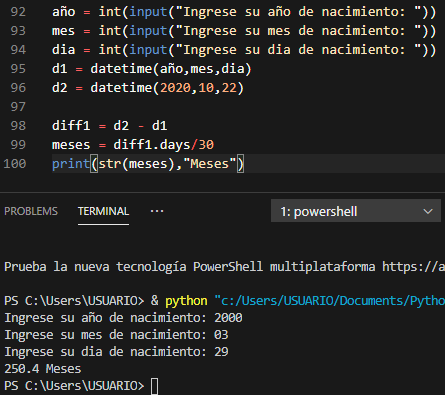 92 año = int(input("Ingrese su año de nacimiento: "))
93 mes = int(input("Ingrese su mes de nacimiento: "))
94 dia = int(input("Ingrese su dia de nacimiento: "))
95 d1 = datetime(año,mes,dia)
96 d2 = datetime(2020,10,22)
97
98 diff1 = d2 - d1
99 meses = diff1.days/30
100 print(str(meses),"Meses")
PROBLEMS TERMINAL ··· 1: powershell
Prueba la nueva tecnología PowerShell multiplataforma https://a
PS C:\Users\USUARIO> & python "c:/Users/USUARIO/Documents/Pytho
Ingrese su año de nacimiento: 2000
Ingrese su mes de nacimiento: 03
Ingrese su dia de nacimiento: 29
250.4 Meses
PS C:\Users\USUARIO>